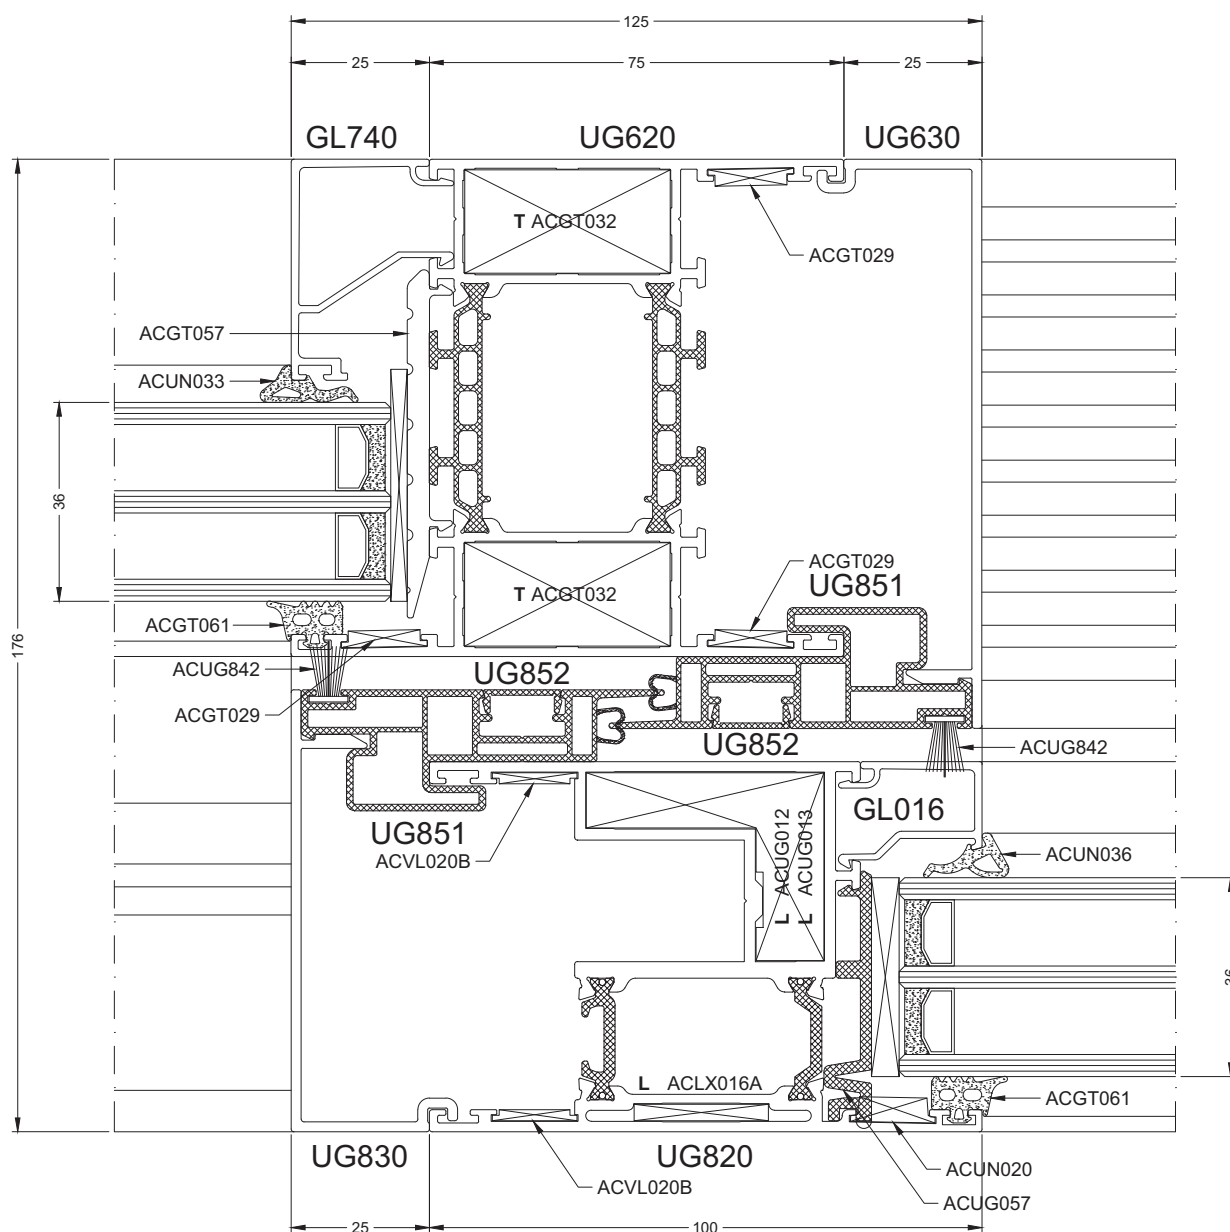 125
25
75
25
GL740
UG620
UG630
T ACGT032
ACGT029
ACGT057
ACUN033
36
ACGT029
UG851
T ACGT032
ACGT061
176
ACUG842
UG852
ACGT029
UG852
ACUG842
GL016
UG851
ACVL020B
L ACUG012
L ACUG013
ACUN036
36
L ACLX016A
ACGT061
UG830
UG820
ACUN020
ACVL020B
ACUG057
25
100